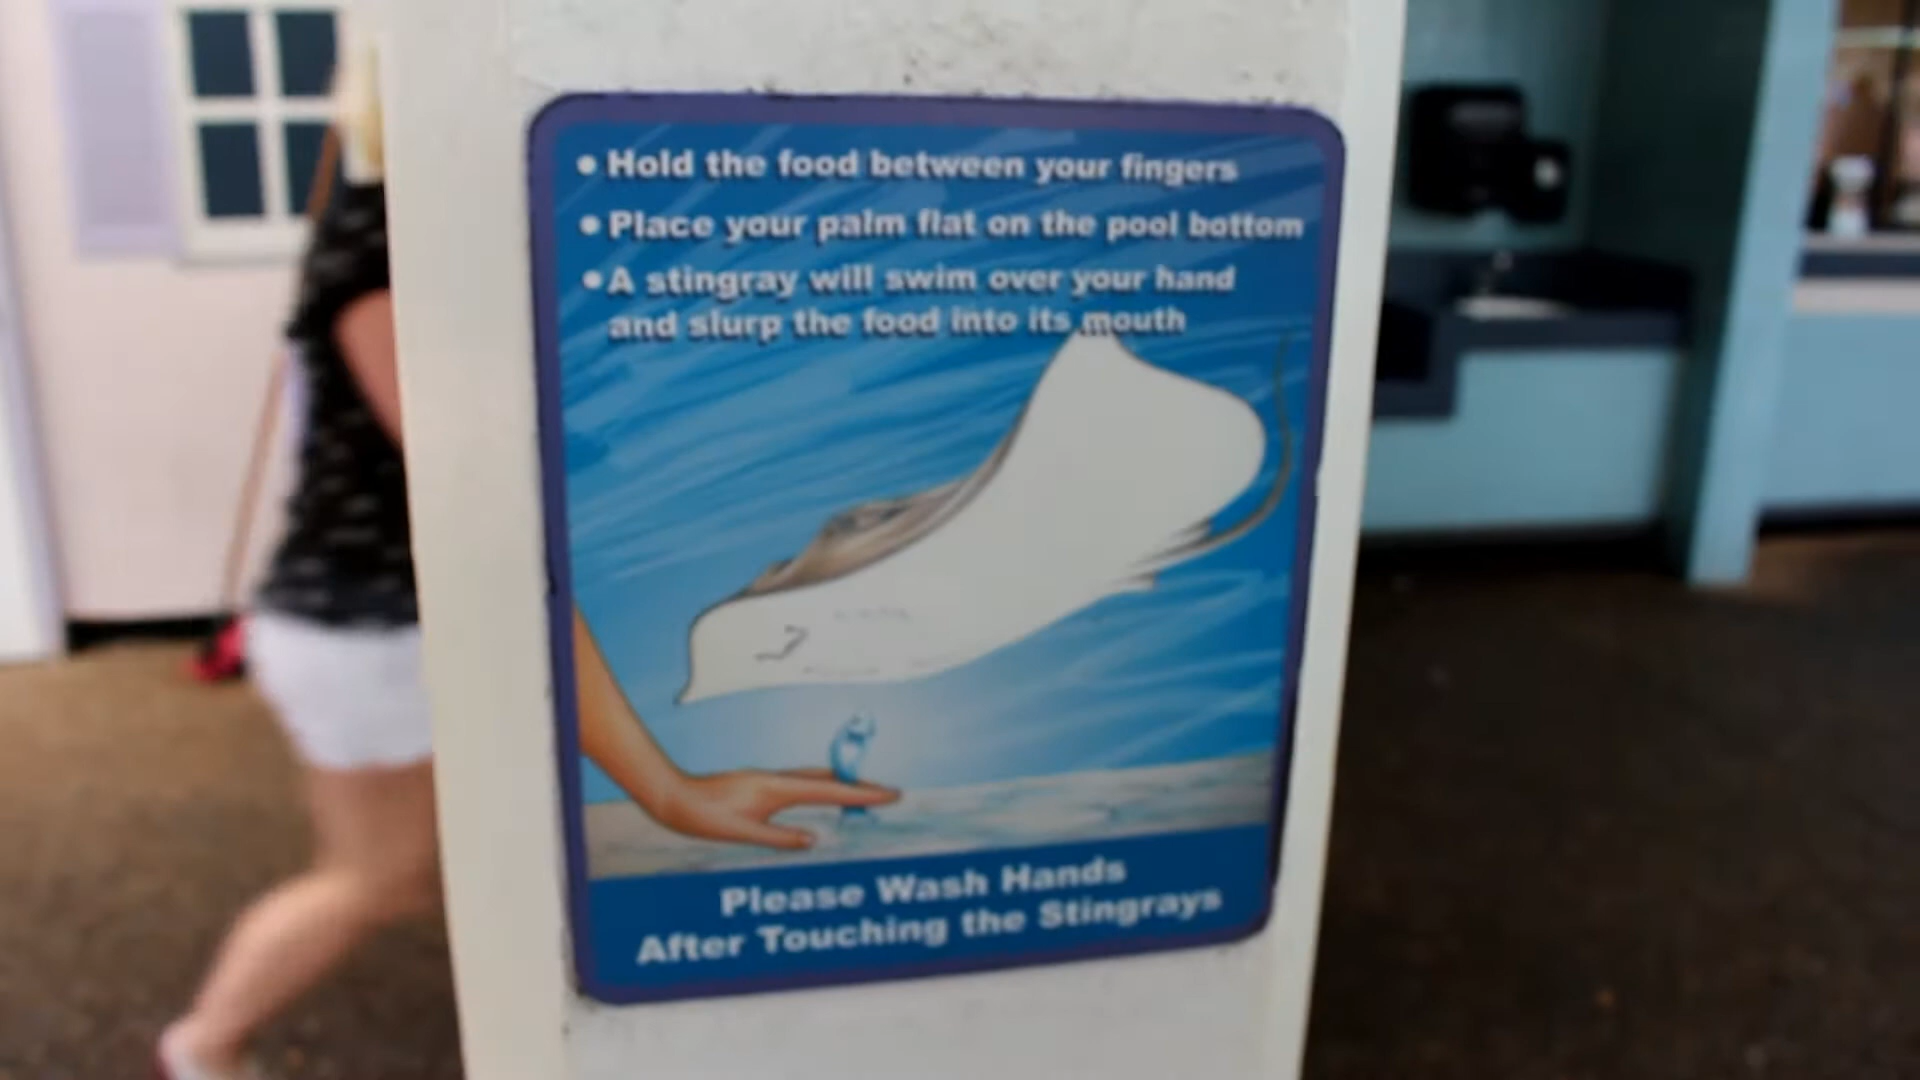 • Hold the food between your fingers
• Place your palm flat on the pool bottom
• A stingray will swim over your hand
and slurp the food into its mouth
Please Wash Hands
After Touching the Stingrays